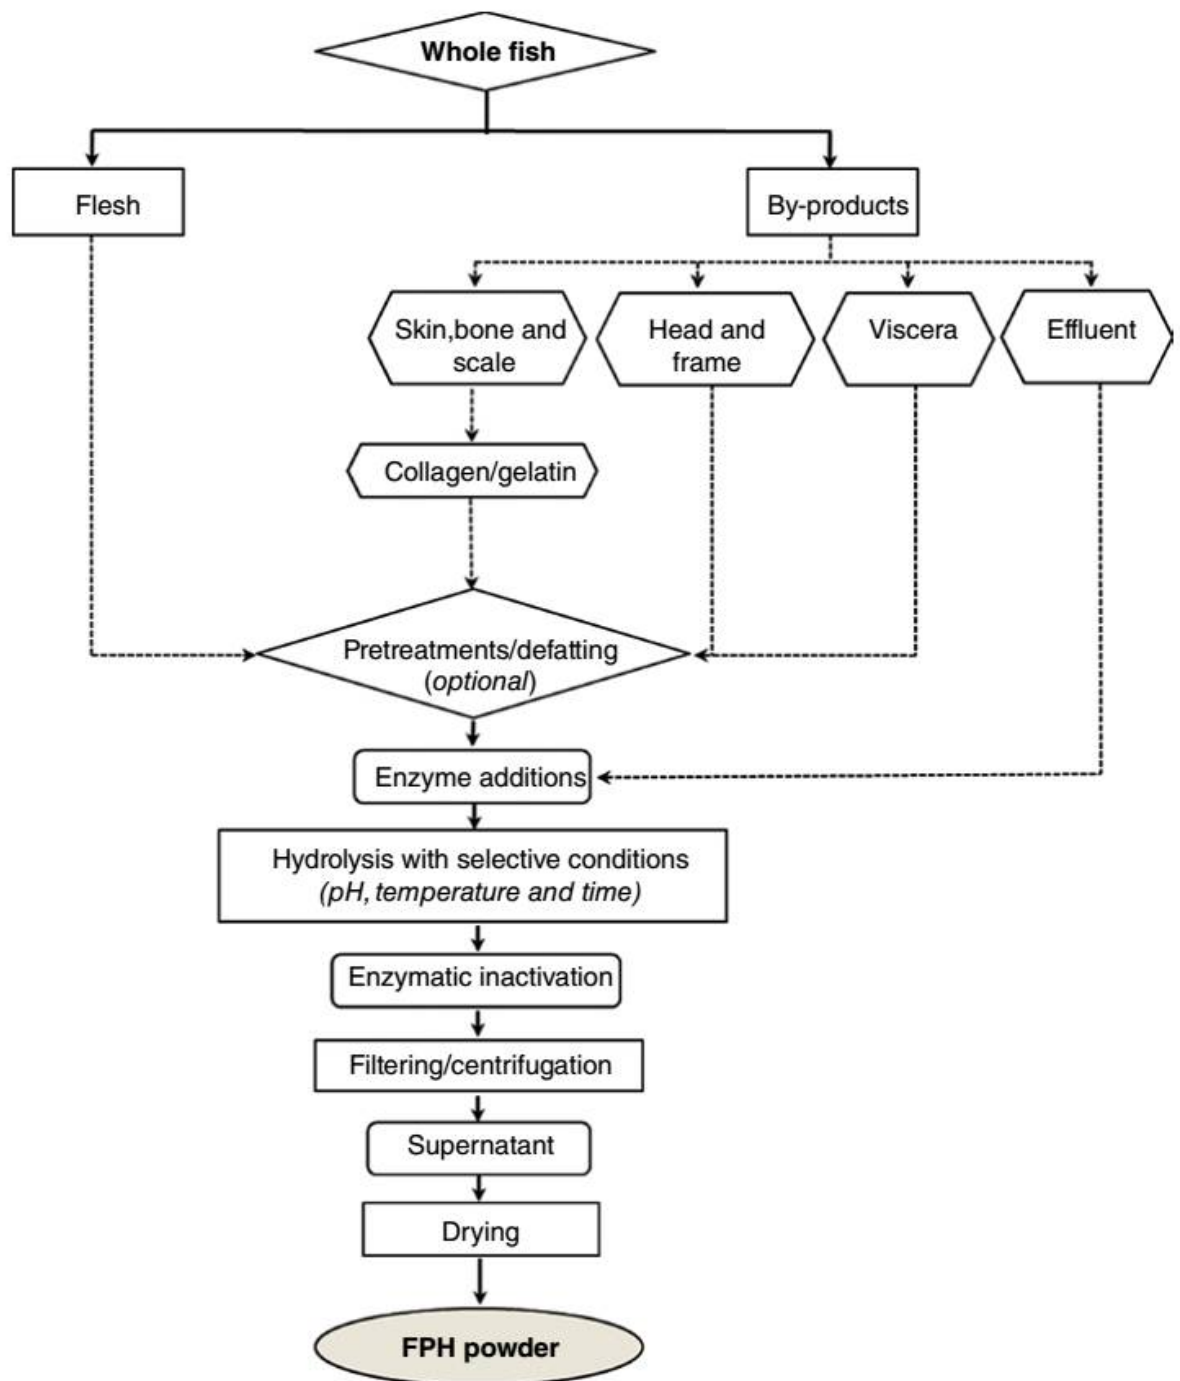 Whole fish
Flesh
By-products
Skin,bone and
scale
Head and
frame
Viscera
Effluent
Collagen/gelatin
Pretreatments/defatting
(optional)
Enzyme additions
Hydrolysis with selective conditions
(pH, temperature and time)
Enzymatic inactivation
Filtering/centrifugation
Supernatant
Drying
FPH powder